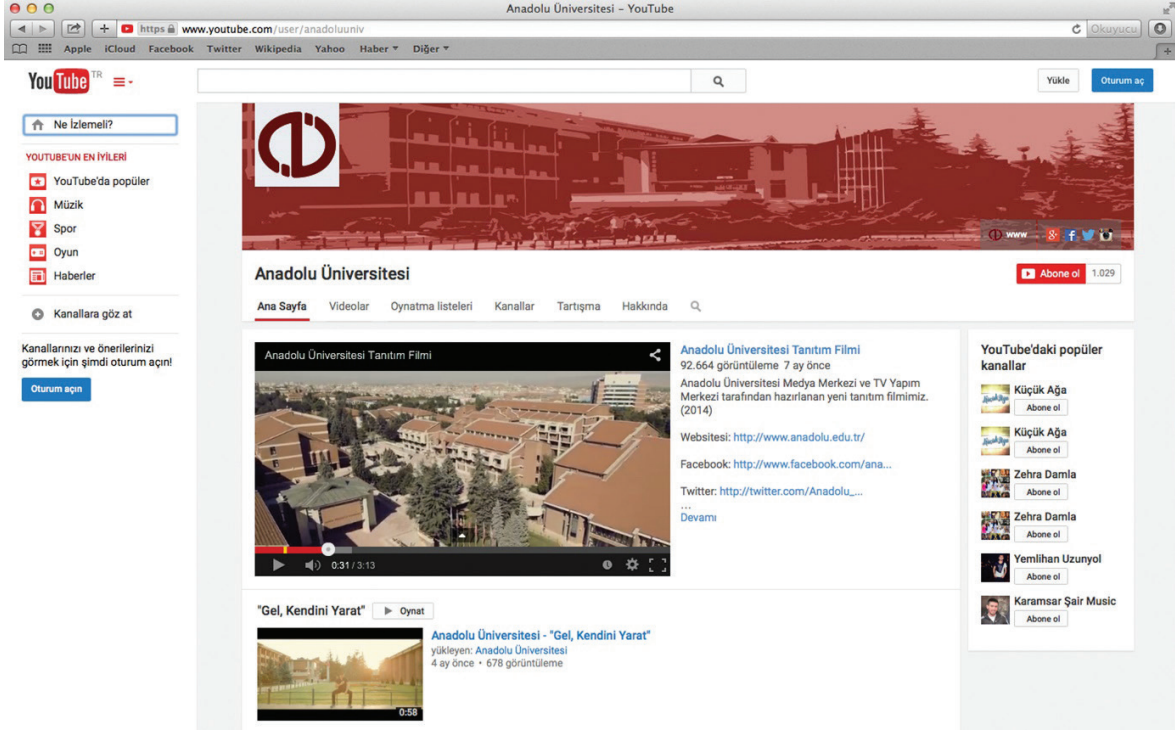 Anadolu Üniversitesi – YouTube
https www.youtube.com/user/anadoluuniv
Okuyucu
Apple iCloud Facebook Twitter Wikipedia Yahoo Haber Diğer
YouTube TR
Yükle
Oturum aç
Ne İzlemeli?
YOUTUBE'UN EN İYİLERİ
YouTube'da popüler
Müzik
Spor
Oyun
Haberler
Kanallara göz at
Kanallarınızı ve önerilerinizi
görmek için şimdi oturum açın!
Oturum açın
www
Anadolu Üniversitesi
Abone ol 1.029
Ana Sayfa Videolar Oynatma listeleri Kanallar Tartışma Hakkında
Anadolu Üniversitesi Tanıtım Filmi
0:31 / 3:13
Anadolu Üniversitesi Tanıtım Filmi
92.664 görüntüleme 7 ay önce
Anadolu Üniversitesi Medya Merkezi ve TV Yapım
Merkezi tarafından hazırlanan yeni tanıtım filmimiz.
(2014)
Websitesi: http://www.anadolu.edu.tr/
Facebook: http://www.facebook.com/ana...
Twitter: http://twitter.com/Anadolu_...
...
Devamı
"Gel, Kendini Yarat" Oynat
0:58
Anadolu Üniversitesi - "Gel, Kendini Yarat"
yükleyen: Anadolu Üniversitesi
4 ay önce • 678 görüntüleme
YouTube'daki popüler
kanallar
Küçük Ağa
Abone ol
Küçük Ağa
Abone ol
Zehra Damla
Abone ol
Zehra Damla
Abone ol
Yemlihan Uzunyol
Abone ol
Karamsar Şair Music
Abone ol